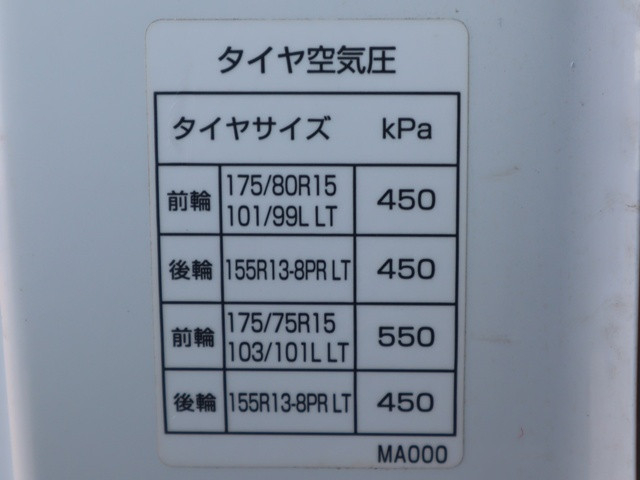 タイヤ空気圧
タイヤサイズ kPa
前輪 175/80R15 101/99L LT 450
後輪 155R13-8PR LT 450
前輪 175/75R15 103/101L LT 550
後輪 155R13-8PR LT 450
MA000